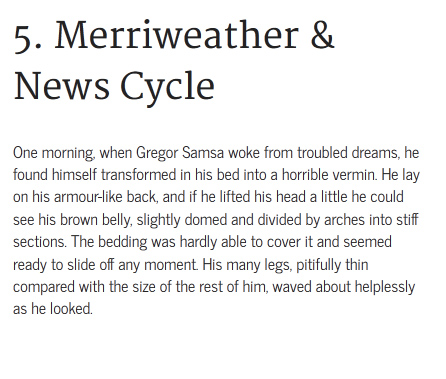 5. Merriweather &
News Cycle
One morning, when Gregor Samsa woke from troubled dreams, he
found himself transformed in his bed into a horrible vermin. He lay
on his armour-like back, and if he lifted his head a little he could
see his brown belly, slightly domed and divided by arches into stiff
sections. The bedding was hardly able to cover it and seemed
ready to slide off any moment. His many legs, pitifully thin
compared with the size of the rest of him, waved about helplessly
as he looked.